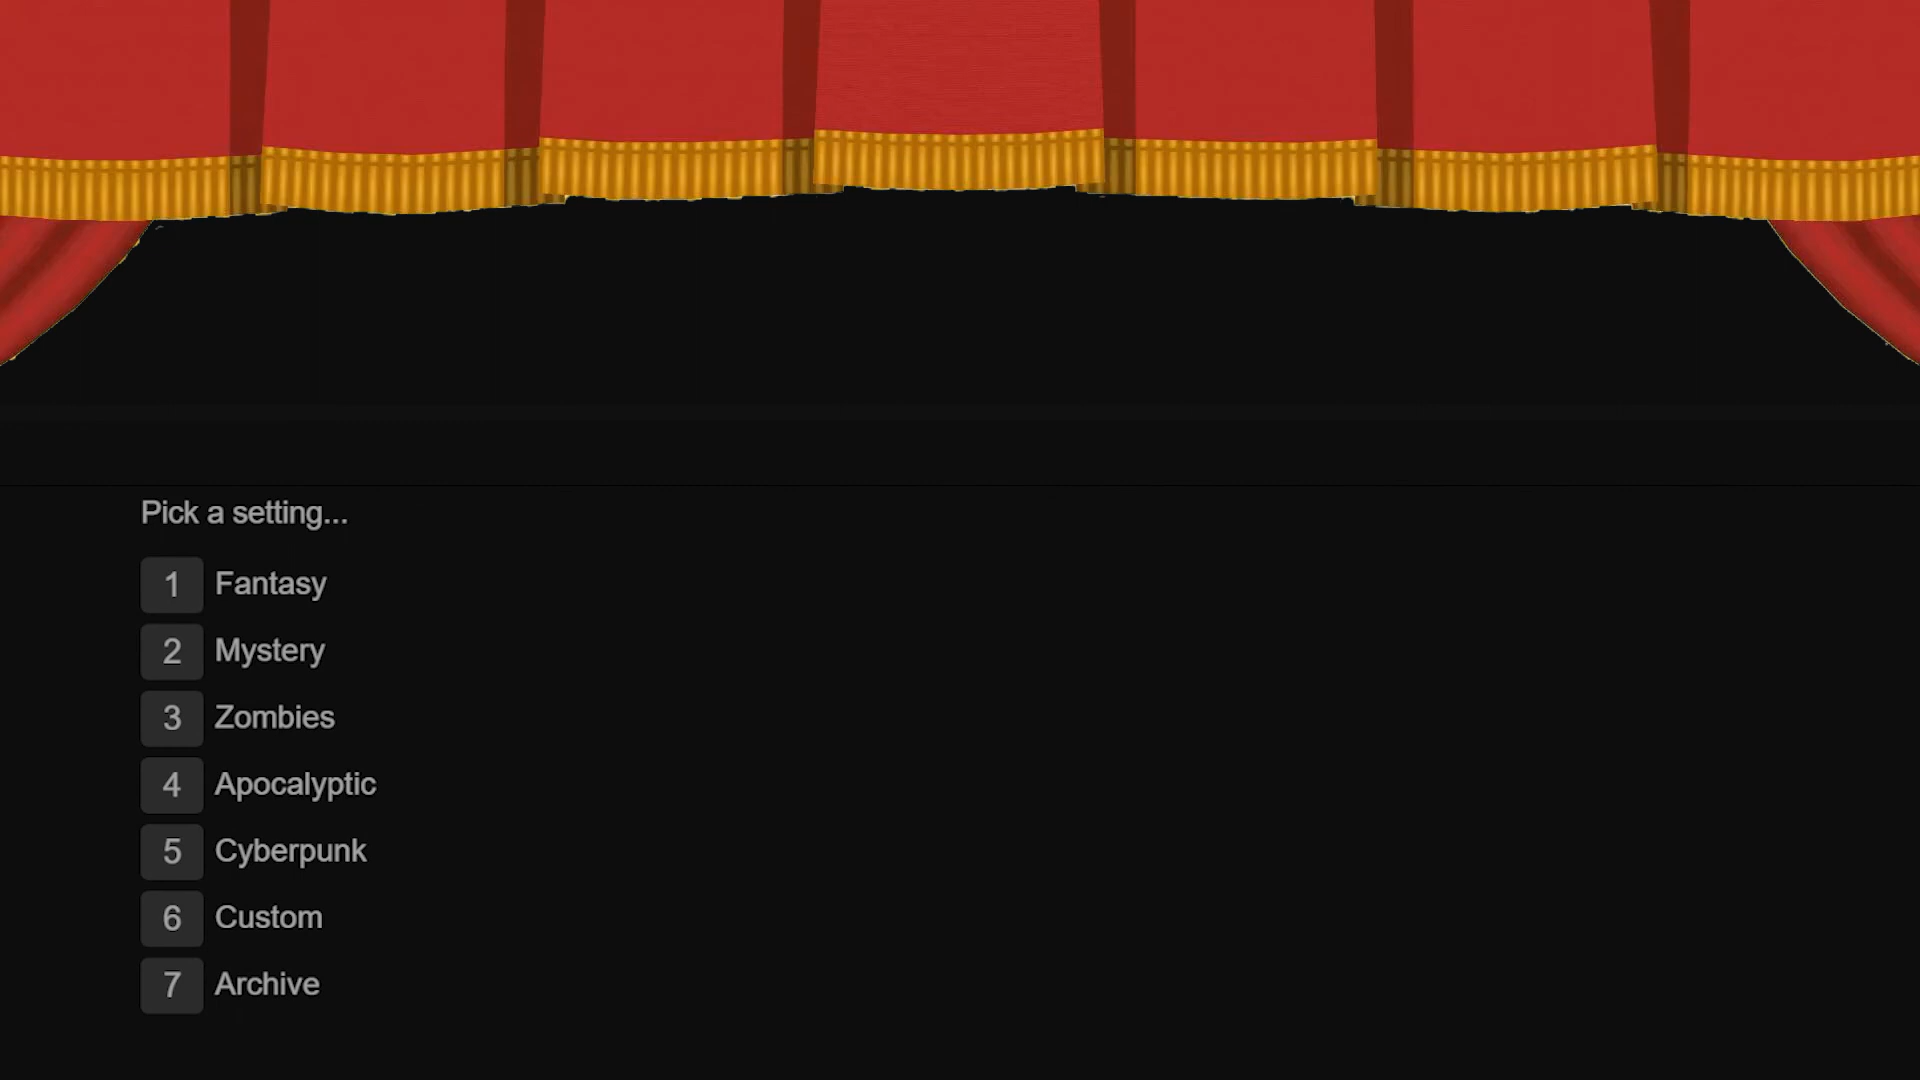 Pick a setting...
1 Fantasy
2 Mystery
3 Zombies
4 Apocalyptic
5 Cyberpunk
6 Custom
7 Archive